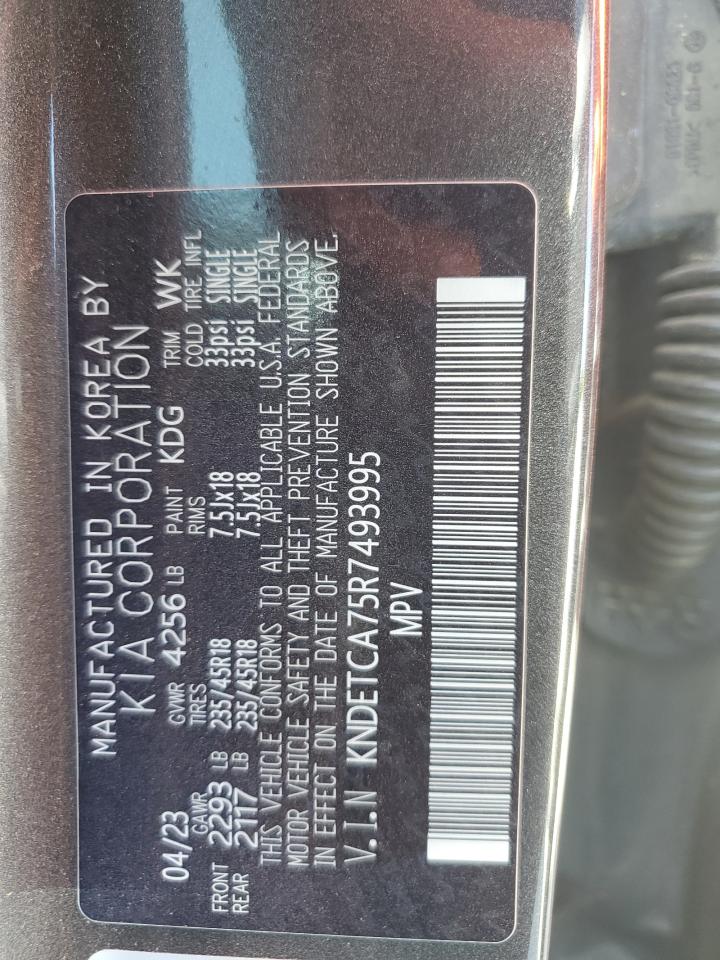 MANUFACTURED IN KOREA BY
KIA CORPORATION
04/23 GVWR 4256 LB PAINT KDG TRIM WK
GAWR TIRES RIMS COLD TIRE INFL
FRONT 2293 LB 235/45R18 7.5Jx18 33psi SINGLE
REAR 2117 LB 235/45R18 7.5Jx18 33psi SINGLE
THIS VEHICLE CONFORMS TO ALL APPLICABLE U.S.A. FEDERAL
MOTOR VEHICLE SAFETY AND THEFT PREVENTION STANDARDS
IN EFFECT ON THE DATE OF MANUFACTURE SHOWN ABOVE.
V.I.N KNDETCA75R7493995
MPV